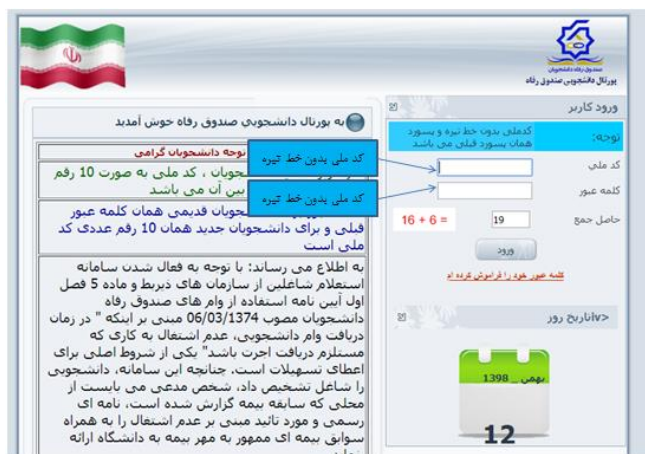 صندوق رفاه دانشجویان
پورتال دانشجویی صندوق رفاه
ورود کاربر
توجه:
کدملی بدون خط تیره و پسورد
همان پسورد قبلی می باشد
کد ملی
کلمه عبور
حاصل جمع
19
16 + 6 =
ورود
کلمه عبور خود را فراموش کرده ام
<vاناریخ روز
بهمن _ 1398
12
به پورتال دانشجویی صندوق رفاه خوش آمدید
توجه دانشجویان گرامی
کد ملی بدون خط تیره
جویان ، کد ملی به صورت 10 رقم
بین آن می باشد
کد ملی بدون خط تیره
جویان قدیمی همان کلمه عبور
قبلی و برای دانشجویان جدید همان 10 رقم عددی کد
ملی است
به اطلاع می رساند: با توجه به فعال شدن سامانه
استعلام شاغلین از سازمان های ذیربط و ماده 5 فصل
اول آیین نامه استفاده از وام های صندوق رفاه
دانشجویان مصوب 06/03/1374 مبنی بر اینکه " در زمان
دریافت وام دانشجویی، عدم اشتغال به کاری که
مستلزم دریافت اجرت باشد" یکی از شروط اصلی برای
اعطای تسهیلات است، چنانچه این سامانه، دانشجویی
را شاغل تشخیص داد، شخص مدعی می بایست از
محلی که سابقه بیمه گزارش شده است، نامه ای
رسمی و مورد تائید مبنی بر عدم اشتغال را به همراه
سوابق بیمه ای ممهور به مهر بیمه به دانشگاه ارائه